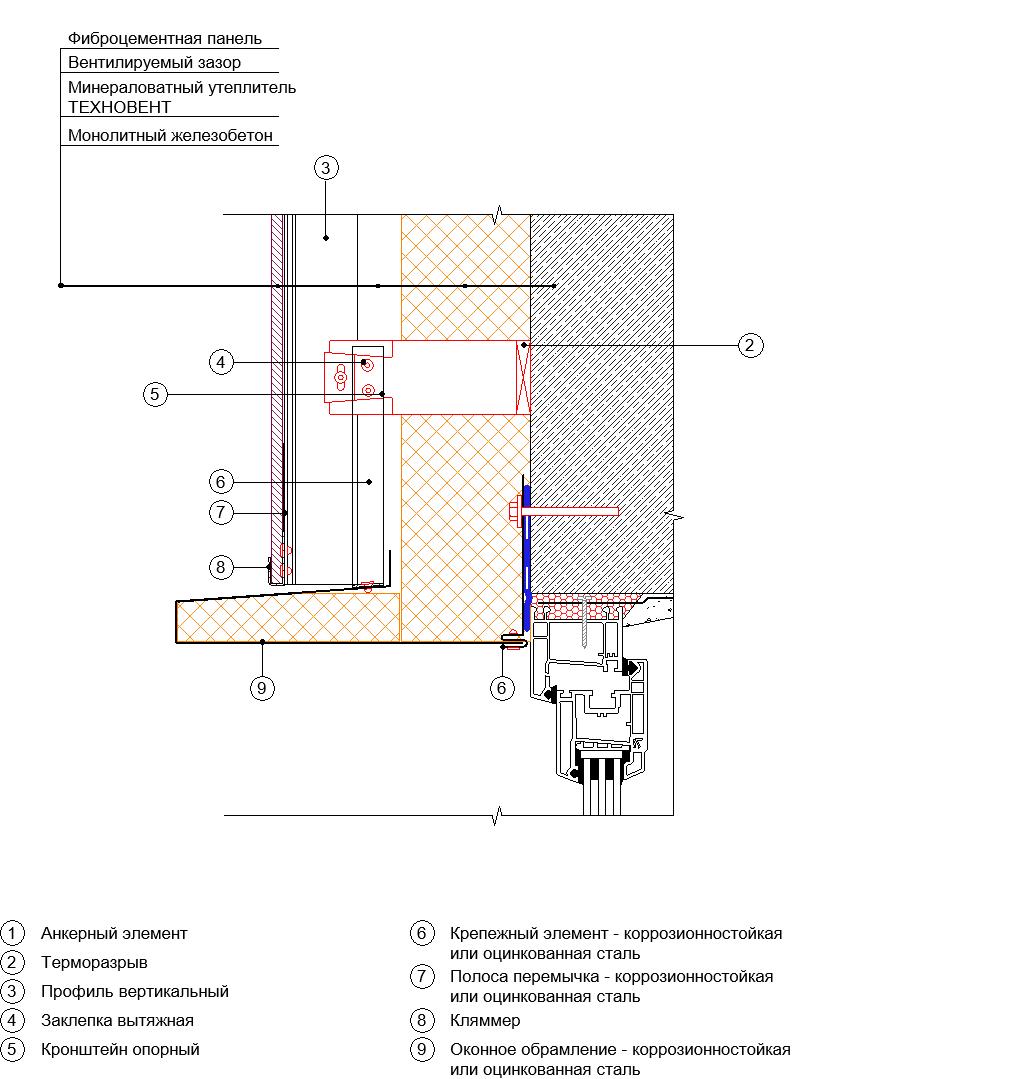 Фиброцементная панель
Вентилируемый зазор
Минераловатный утеплитель
ТЕХНОВЕНТ
Монолитный железобетон
3
2
4
5
6
7
8
9
6
1 Анкерный элемент
2 Терморазрыв
3 Профиль вертикальный
4 Заклепка вытяжная
5 Кронштейн опорный
6 Крепежный элемент - коррозионностойкая
или оцинкованная сталь
7 Полоса перемычка - коррозионностойкая
или оцинкованная сталь
8 Кляммер
9 Оконное обрамление - коррозионностойкая
или оцинкованная сталь